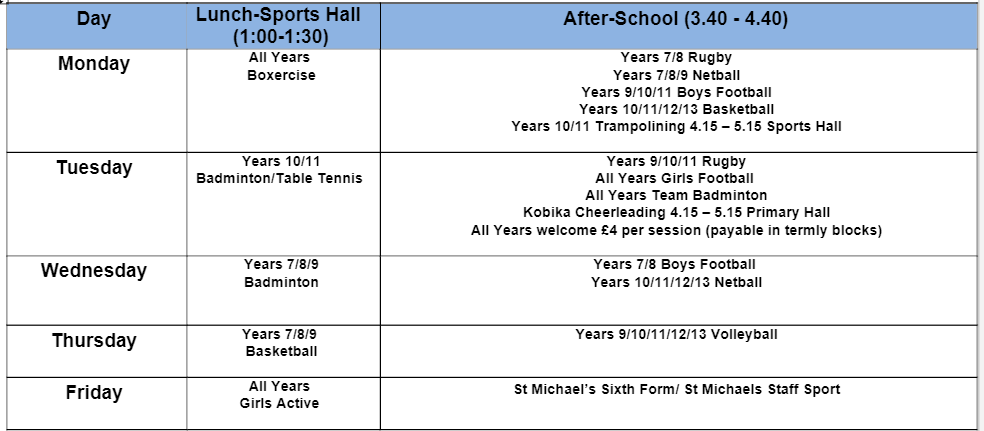 Day
Lunch-Sports Hall
(1:00-1:30)
After-School (3.40 - 4.40)
Monday
All Years
Boxercise
Years 7/8 Rugby
Years 7/8/9 Netball
Years 9/10/11 Boys Football
Years 10/11/12/13 Basketball
Years 10/11 Trampolining 4.15 – 5.15 Sports Hall
Tuesday
Years 10/11
Badminton/Table Tennis
Years 9/10/11 Rugby
All Years Girls Football
All Years Team Badminton
Kobika Cheerleading 4.15 – 5.15 Primary Hall
All Years welcome £4 per session (payable in termly blocks)
Wednesday
Years 7/8/9
Badminton
Years 7/8 Boys Football
Years 10/11/12/13 Netball
Thursday
Years 7/8/9
Basketball
Years 9/10/11/12/13 Volleyball
Friday
All Years
Girls Active
St Michael’s Sixth Form/ St Michaels Staff Sport